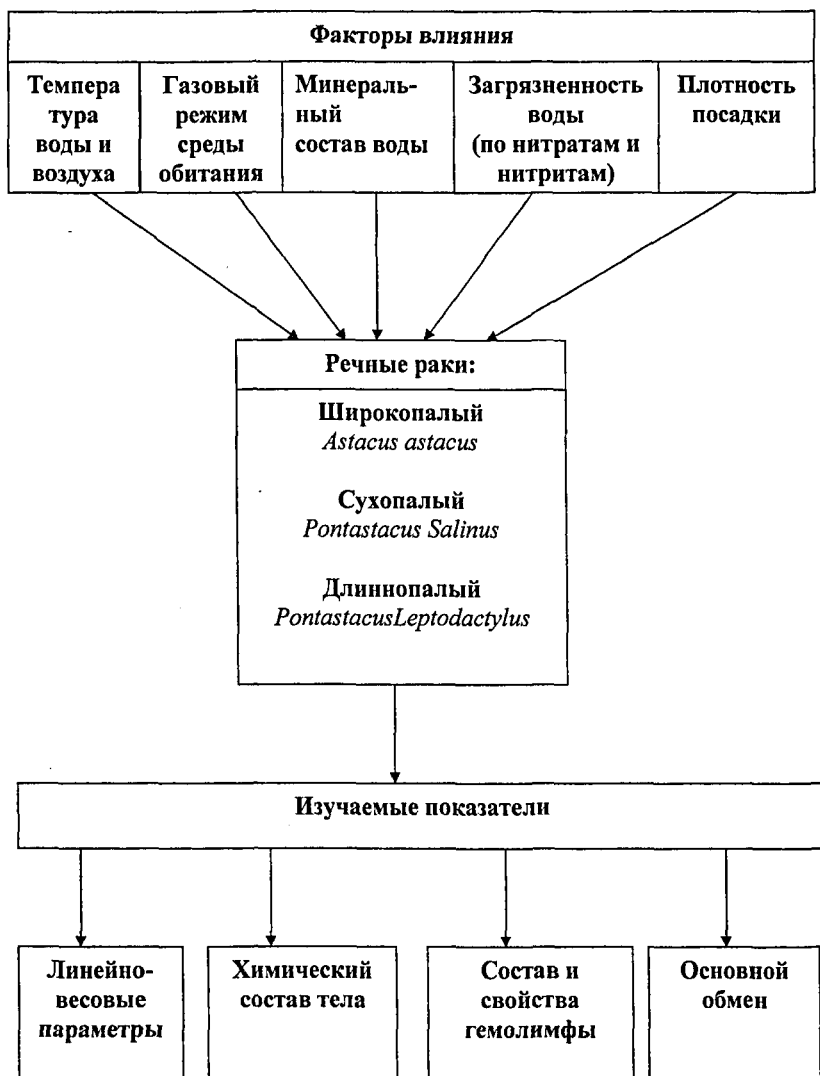 Факторы влияния
Темпера
тура
воды и
воздуха
Газовый
режим
среды
обитания
Минераль-
ный
состав воды
Загрязненность
воды
(по нитратам и
нитритам)
Плотность
посадки
Речные раки:
Широкопалый
Astacus astacus
Сухопалый
Pontastacus Salinus
Длиннопалый
PontastacusLeptodactylus
Изучаемые показатели
Линейно-
весовые
параметры
Химический
состав тела
Состав и
свойства
гемолимфы
Основной
обмен